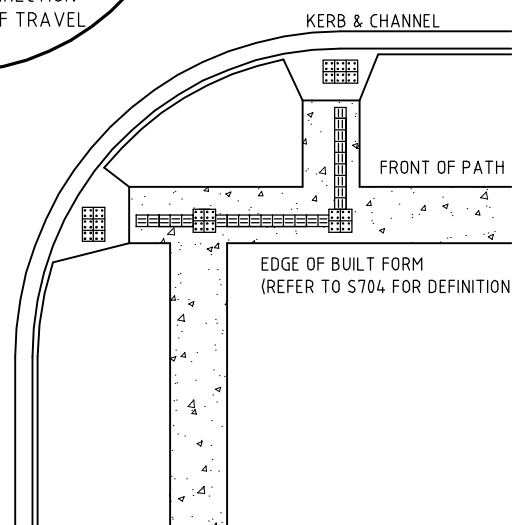 F TRAVEL
KERB & CHANNEL
FRONT OF PATH
EDGE OF BUILT FORM
(REFER TO S704 FOR DEFINITION